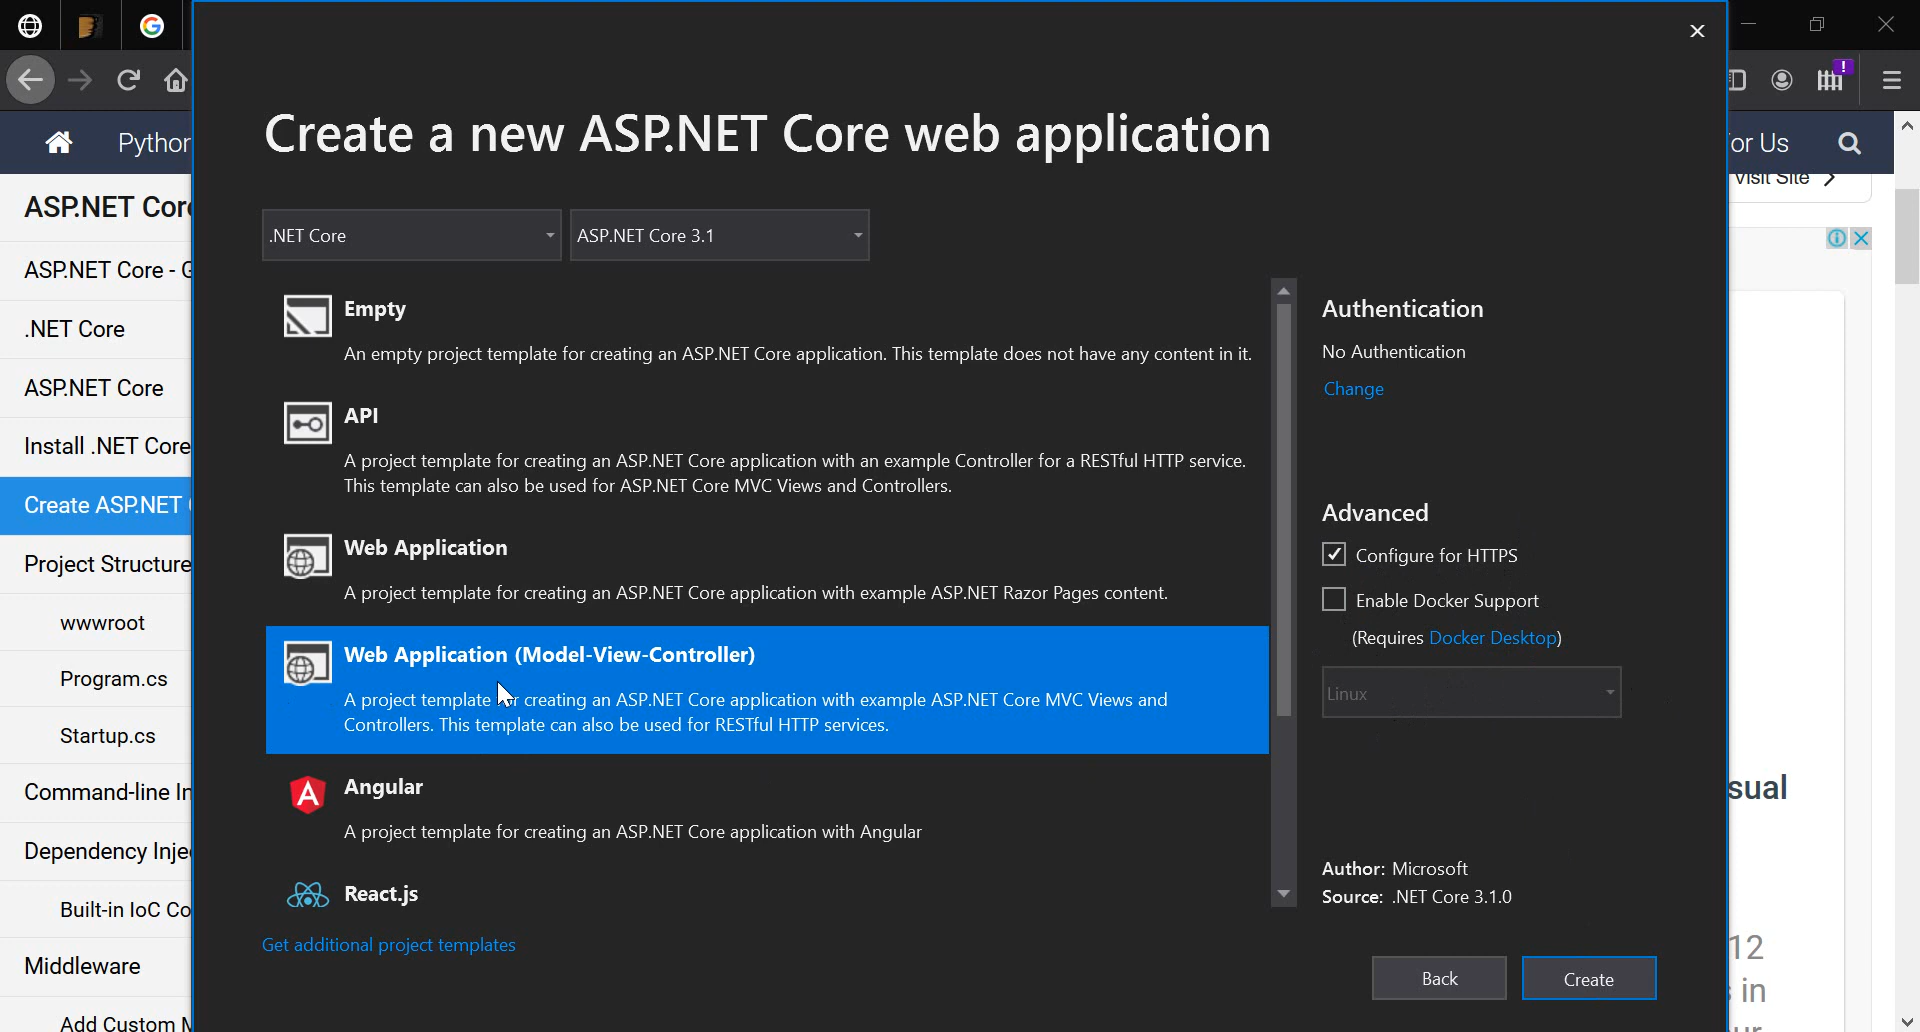 Python
or Us
ASP.NET Core
Visit Site
ASP.NET Core -
.NET Core
ASP.NET Core
Install .NET Core
Create ASP.NET
Project Structure
wwwroot
Program.cs
Startup.cs
Command-line
Dependency
Built-in IoC
Middleware
Add Custom
Create a new ASP.NET Core web application
.NET Core
ASP.NET Core 3.1
Empty
An empty project template for creating an ASP.NET Core application. This template does not have any content in it.
API
A project template for creating an ASP.NET Core application with an example Controller for a RESTful HTTP service.
This template can also be used for ASP.NET Core MVC Views and Controllers.
Web Application
A project template for creating an ASP.NET Core application with example ASP.NET Razor Pages content.
Web Application (Model-View-Controller)
A project template for creating an ASP.NET Core application with example ASP.NET Core MVC Views and
Controllers. This template can also be used for RESTful HTTP services.
Angular
A project template for creating an ASP.NET Core application with Angular
React.js
Get additional project templates
Authentication
No Authentication
Change
Advanced
Configure for HTTPS
Enable Docker Support
(Requires Docker Desktop)
Linux
Author: Microsoft
Source: .NET Core 3.1.0
Back
Create
sual
12
in